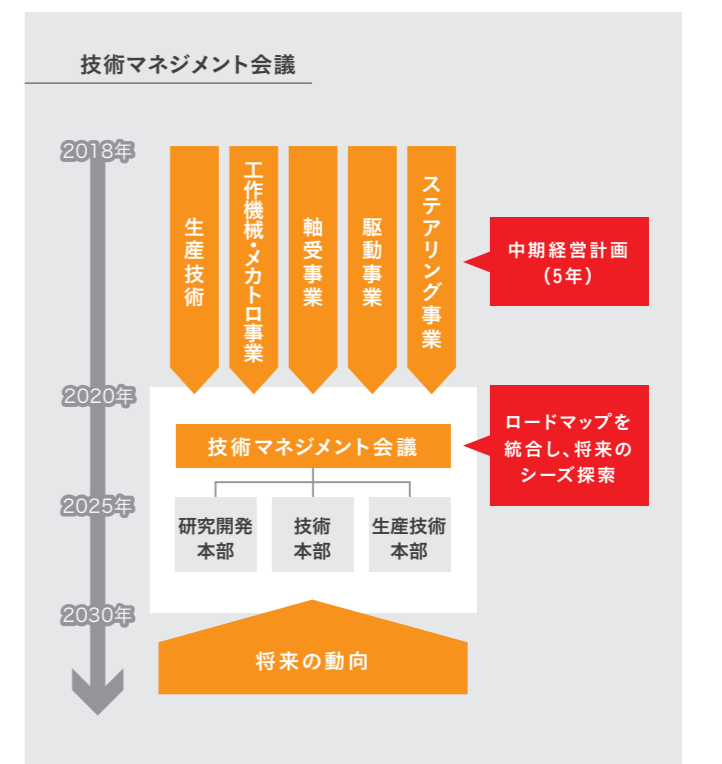 技術マネジメント会議
2018年
生産技術
工作機械・メカトロ事業
軸受事業
駆動事業
ステアリング事業
中期経営計画
（5年）
2020年
技術マネジメント会議
ロードマップを
統合し、将来の
シーズ探索
2025年
研究開発
本部
技術
本部
生産技術
本部
2030年
将来の動向